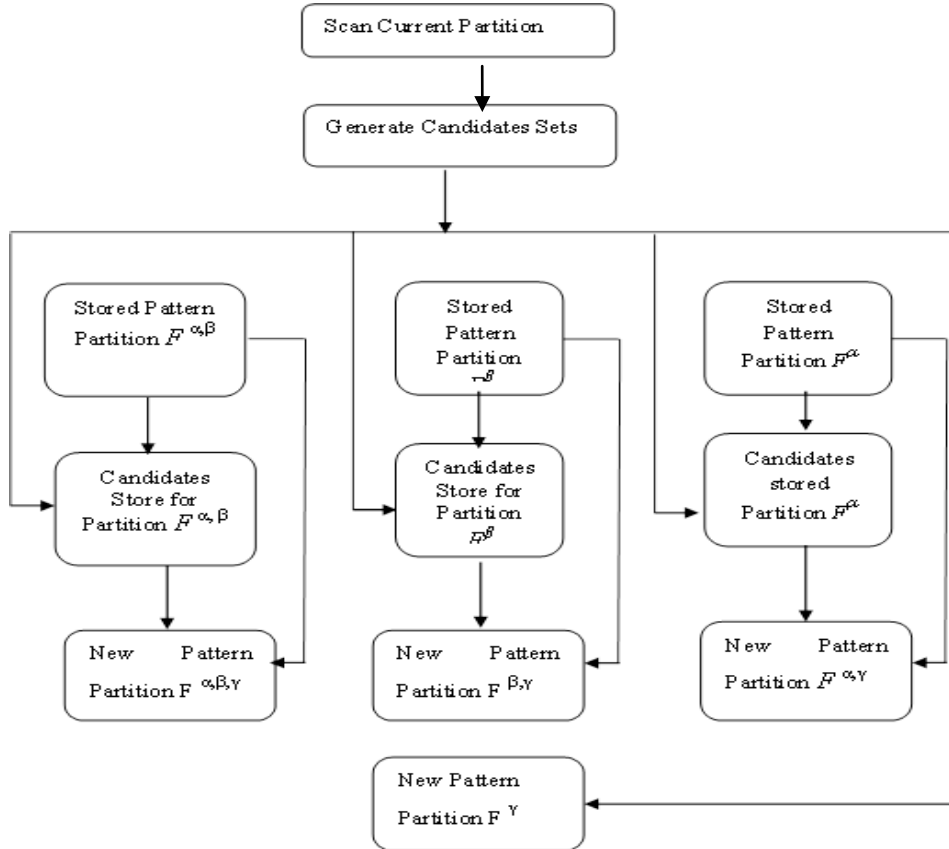 Scan Current Partition
Generate Candidates Sets
Stored Pattern
Partition F α,β
Stored
Pattern
Partition
F^β
Stored
Pattern
Partition F^α
Candidates
Store for
Partition F α, β
Candidates
Store for
Partition
F^β
Candidates
stored
Partition F^α
New Pattern
Partition F α,β,γ
New Pattern
Partition F β,γ
New Pattern
Partition F α,γ
New Pattern
Partition F γ